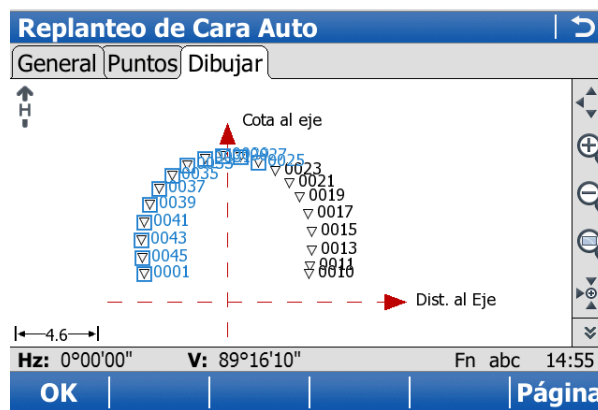 Replanteo de Cara Auto
General Puntos Dibujar
H
Cota al eje
0025
0023
0035
0021
0037
0019
0039
0017
0041
0015
0043
0013
0045
0011
0001
0010
Dist. al Eje
4.6
Hz: 0°00'00" V: 89°16'10" Fn abc 14:55
OK Página